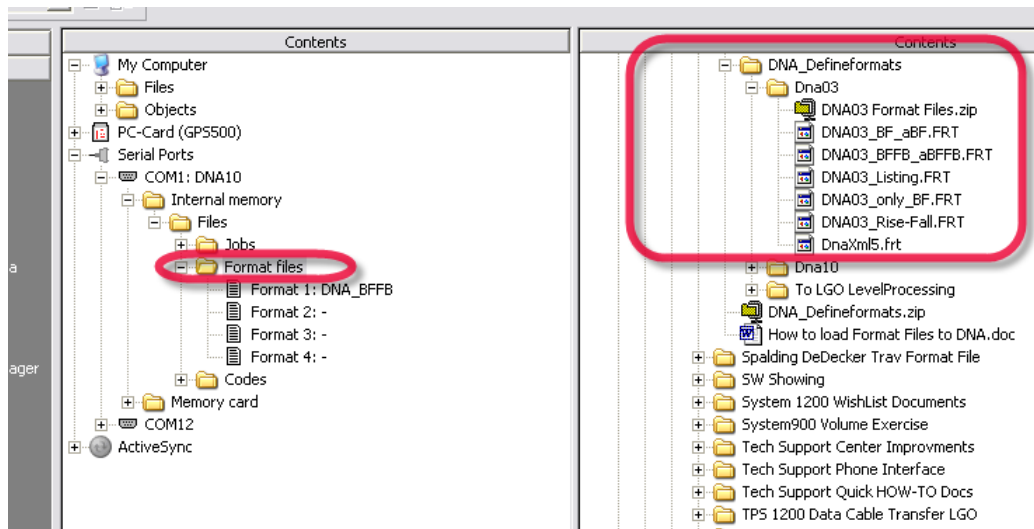 Contents
My Computer
Files
Objects
PC-Card (GPS500)
Serial Ports
COM1: DNA10
Internal memory
Files
Jobs
Format files
Format 1: DNA_BFFB
Format 2: -
Format 3: -
Format 4: -
Codes
Memory card
COM12
ActiveSync
a
ager
Contents
DNA_Defineformats
Dna03
DNA03 Format Files.zip
DNA03_BF_aBF.FRT
DNA03_BFFB_aBFFB.FRT
DNA03_Listing.FRT
DNA03_only_BF.FRT
DNA03_Rise-Fall.FRT
DnaXml5.frt
Dna10
To LGO LevelProcessing
DNA_Defineformats.zip
How to load Format Files to DNA.doc
Spalding DeDecker Trav Format File
SW Showing
System 1200 WishList Documents
System900 Volume Exercise
Tech Support Center Improvments
Tech Support Phone Interface
Tech Support Quick HOW-TO Docs
TPS 1200 Data Cable Transfer LGO